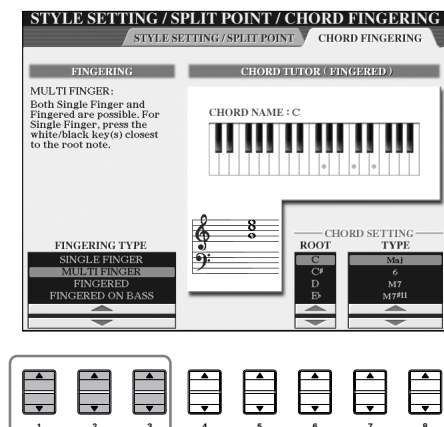 STYLE SETTING / SPLIT POINT / CHORD FINGERING
STYLE SETTING / SPLIT POINT
CHORD FINGERING
FINGERING
MULTI FINGER:
Both Single Finger and
Fingered are possible. For
Single Finger, press the
white/black key(s) closest
to the root note.
CHORD TUTOR ( FINGERED )
CHORD NAME : C
FINGERING TYPE
SINGLE FINGER
MULTI FINGER
FINGERED
FINGERED ON BASS
CHORD SETTING
ROOT
C
C#
D
E♭
TYPE
Maj
6
M7
M7#11
1 2 3 4 5 6 7 8